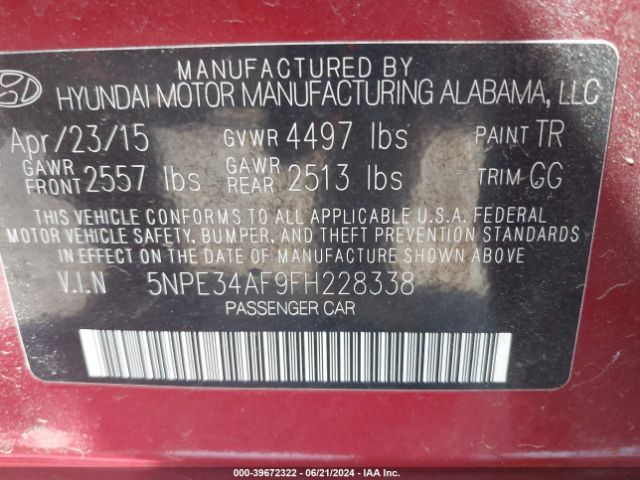 MANUFACTURED BY
HYUNDAI MOTOR MANUFACTURING ALABAMA, LLC
Apr/23/15 GVWR 4497 lbs PAINT TR
GAWR FRONT 2557 lbs GAWR REAR 2513 lbs TRIM GG
THIS VEHICLE CONFORMS TO ALL APPLICABLE U.S.A. FEDERAL
MOTOR VEHICLE SAFETY, BUMPER, AND THEFT PREVENTION STANDARDS
IN EFFECT ON THE DATE OF MANUFACTURE SHOWN ABOVE
V.I.N 5NPE34AF9FH228338
PASSENGER CAR
000-39672322 - 06/21/2024 - IAA Inc.